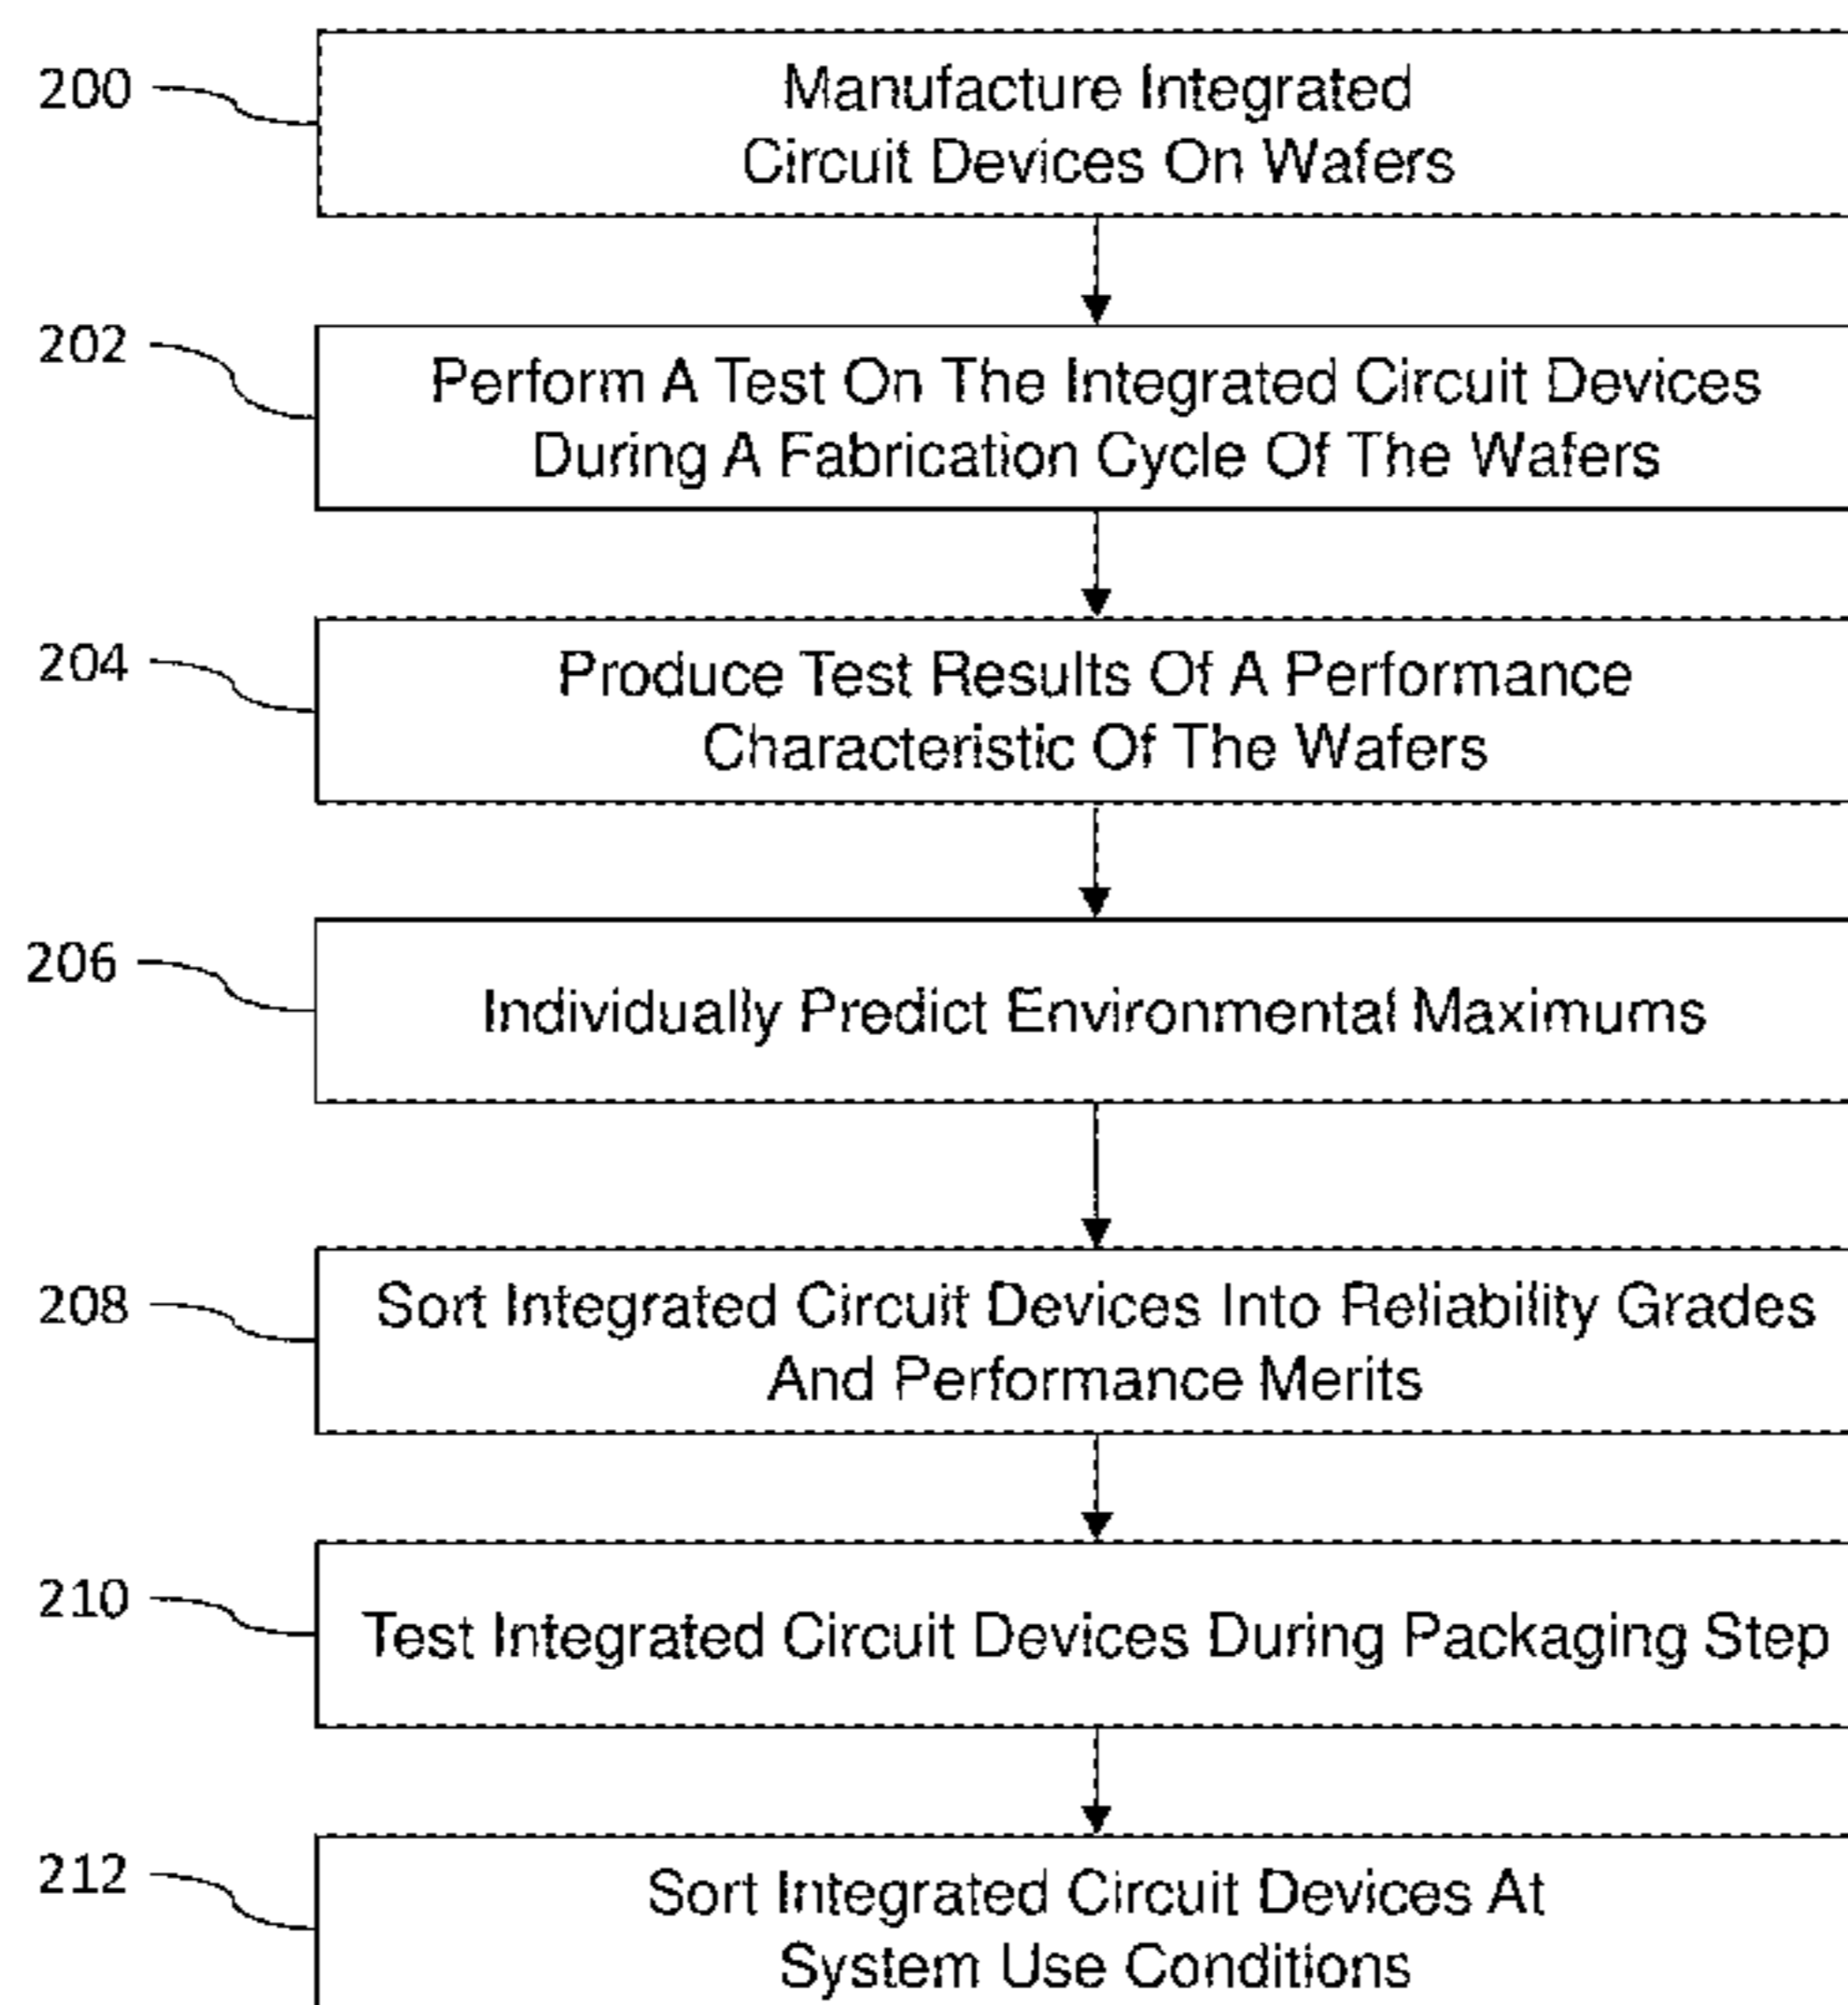 200
Manufacture Integrated
Circuit Devices On Wafers
202
Perform A Test On The Integrated Circuit Devices
During A Fabrication Cycle Of The Wafers
204
Produce Test Results Of A Performance
Characteristic Of The Wafers
206
Individually Predict Environmental Maximums
208
Sort Integrated Circuit Devices Into Reliability Grades
And Performance Merits
210
Test Integrated Circuit Devices During Packaging Step
212
Sort Integrated Circuit Devices At
System Use Conditions